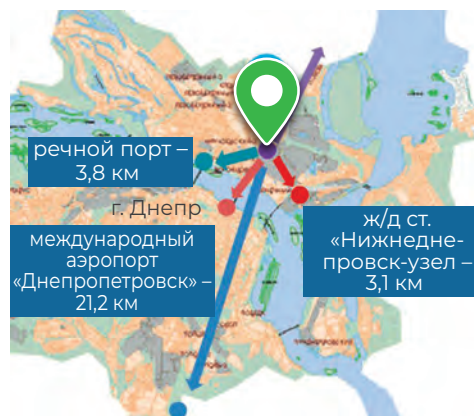 речной порт –
3,8 км
г. Днепр
международный
аэропорт
«Днепропетровск» –
21,2 км
ж/д ст.
«Нижнедне-
провск-узел –
3,1 км